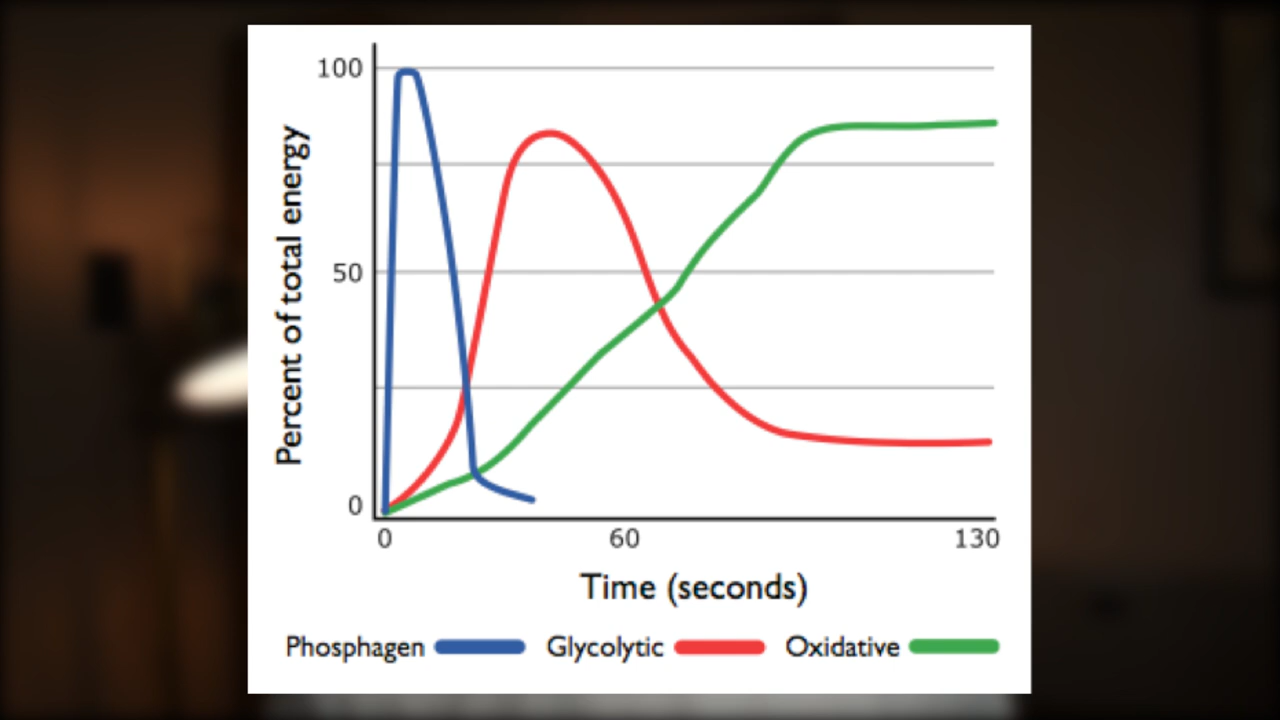 100
50
0
Percent of total energy
0 60 130
Time (seconds)
Phosphagen Glycolytic Oxidative